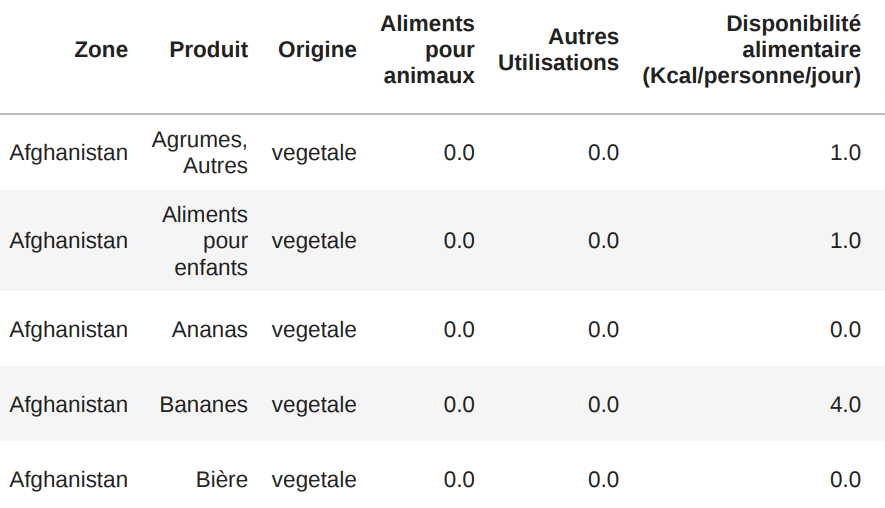 Zone Produit Origine Aliments pour animaux Autres Utilisations Disponibilité alimentaire (Kcal/personne/jour)
Afghanistan Agrumes, Autres vegetale 0.0 0.0 1.0
Afghanistan Aliments pour enfants vegetale 0.0 0.0 1.0
Afghanistan Ananas vegetale 0.0 0.0 0.0
Afghanistan Bananes vegetale 0.0 0.0 4.0
Afghanistan Bière vegetale 0.0 0.0 0.0